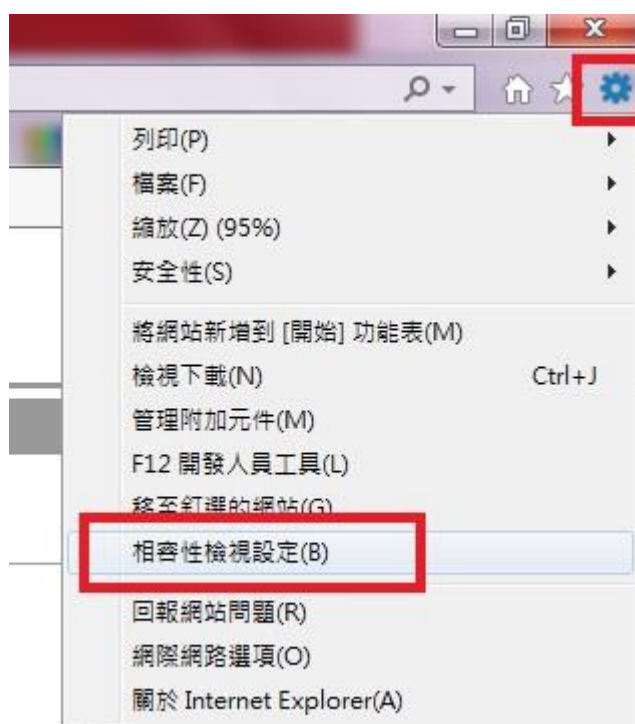 列印(P)
檔案(F)
縮放(Z) (95%)
安全性(S)
將網站新增到 [開始] 功能表(M)
檢視下載(N) Ctrl+J
管理附加元件(M)
F12 開發人員工具(L)
移至釘選的網站(G)
相容性檢視設定(B)
回報網站問題(R)
網際網路選項(O)
關於 Internet Explorer(A)